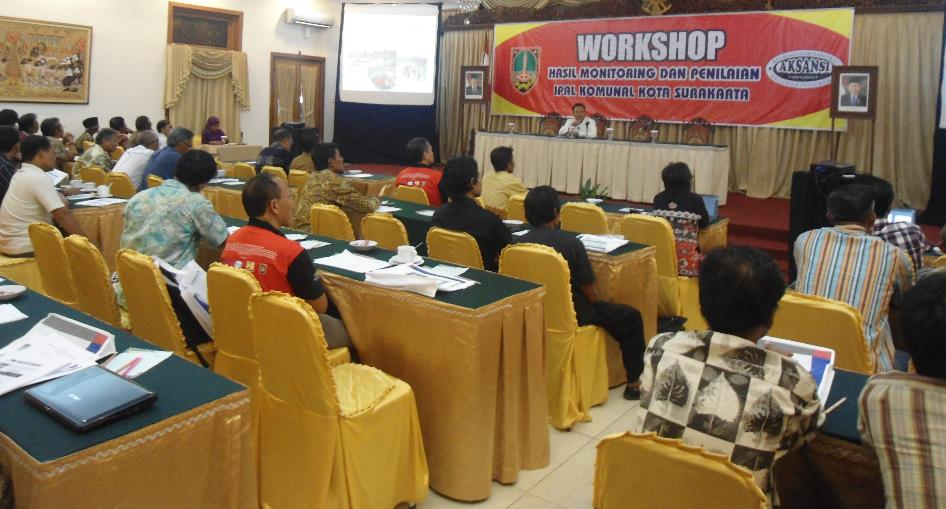 WORKSHOP
HASIL MONITORING DAN PENILAIAN
IPAL KOMUNAL KOTA SURAKARTA
AKSANSI